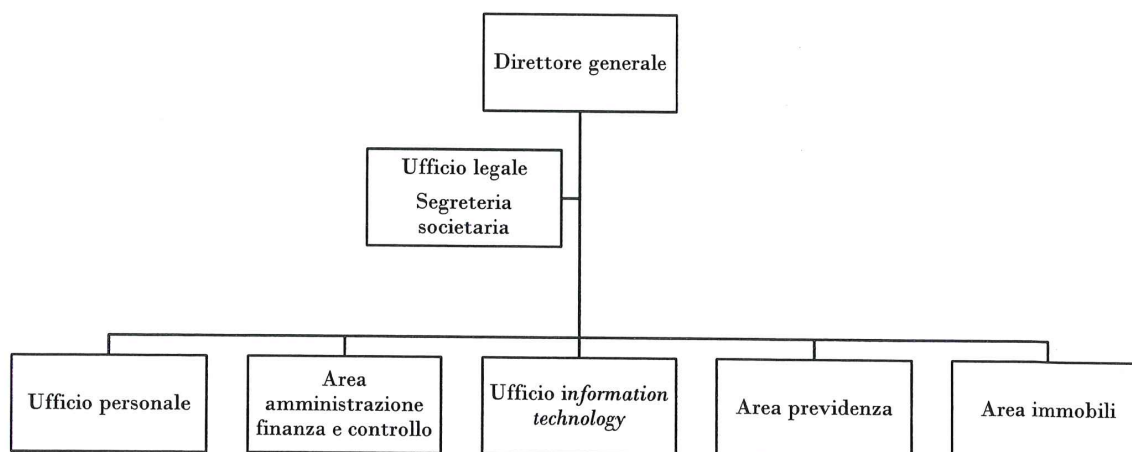 Direttore generale
Ufficio legale
Segreteria
societaria
Ufficio personale
Area
amministrazione
finanza e controllo
Ufficio information
technology
Area previdenza
Area immobili